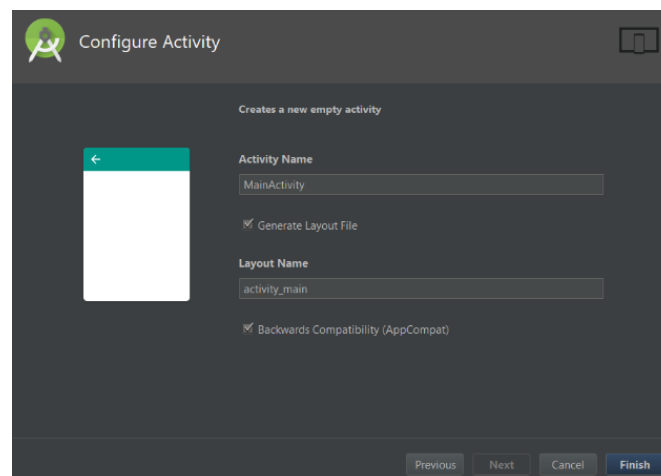 Configure Activity
Creates a new empty activity
Activity Name
MainActivity
Generate Layout File
Layout Name
activity_main
Backwards Compatibility (AppCompat)
Previous
Next
Cancel
Finish